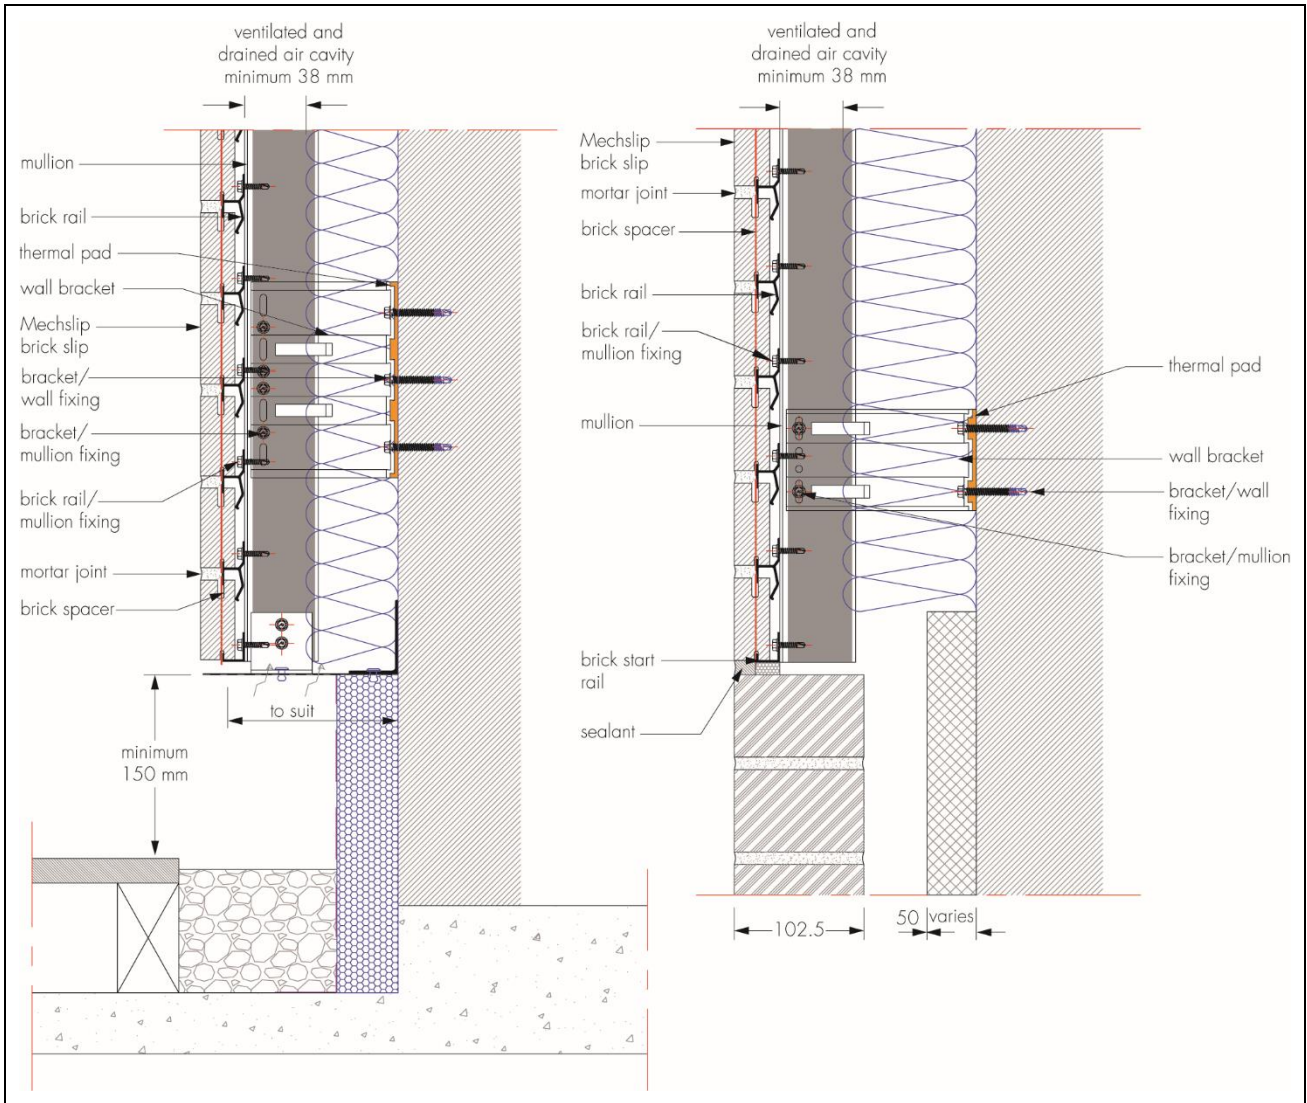 ventilated and
drained air cavity
minimum 38 mm
mullion
brick rail
thermal pad
wall bracket
Mechslip
brick slip
bracket/
wall fixing
bracket/
mullion fixing
brick rail/
mullion fixing
mortar joint
brick spacer
to suit
minimum
150 mm
ventilated and
drained air cavity
minimum 38 mm
Mechslip
brick slip
mortar joint
brick spacer
brick rail
brick rail/
mullion fixing
mullion
brick start
rail
sealant
thermal pad
wall bracket
bracket/wall
fixing
bracket/mullion
fixing
102.5
50
varies